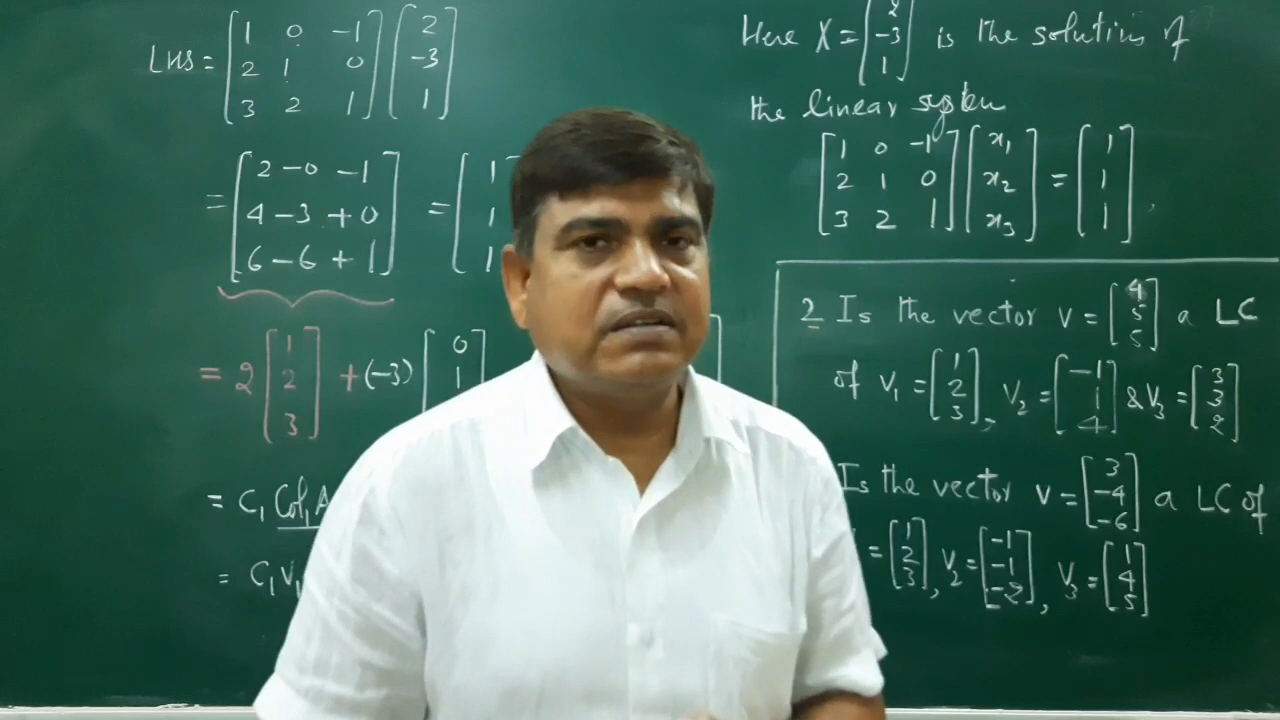 LHS = [1 0 -1; 2 1 0; 3 2 1] [2; -3; 1]
= [2 - 0 - 1; 4 - 3 + 0; 6 - 6 + 1] = [1; 1; 1
= 2 [1; 2; 3] + (-3) [0; 1
= C₁ Col₁ A
= C₁V₁
Here X = [2; -3; 1] is the solution of
the linear system
[1 0 -1; 2 1 0; 3 2 1] [x₁; x₂; x₃] = [1; 1; 1].
2 Is the vector v = [4; 5; 5] a LC
of v₁ = [1; 2; 3], v₂ = [-1; 1; 4] & v₃ = [3; 3; 2]
Is the vector v = [3; -4; -6] a LC of
= [1; 2; 3], v₂ = [-1; -1; -2], v₃ = [1; 4; 5]